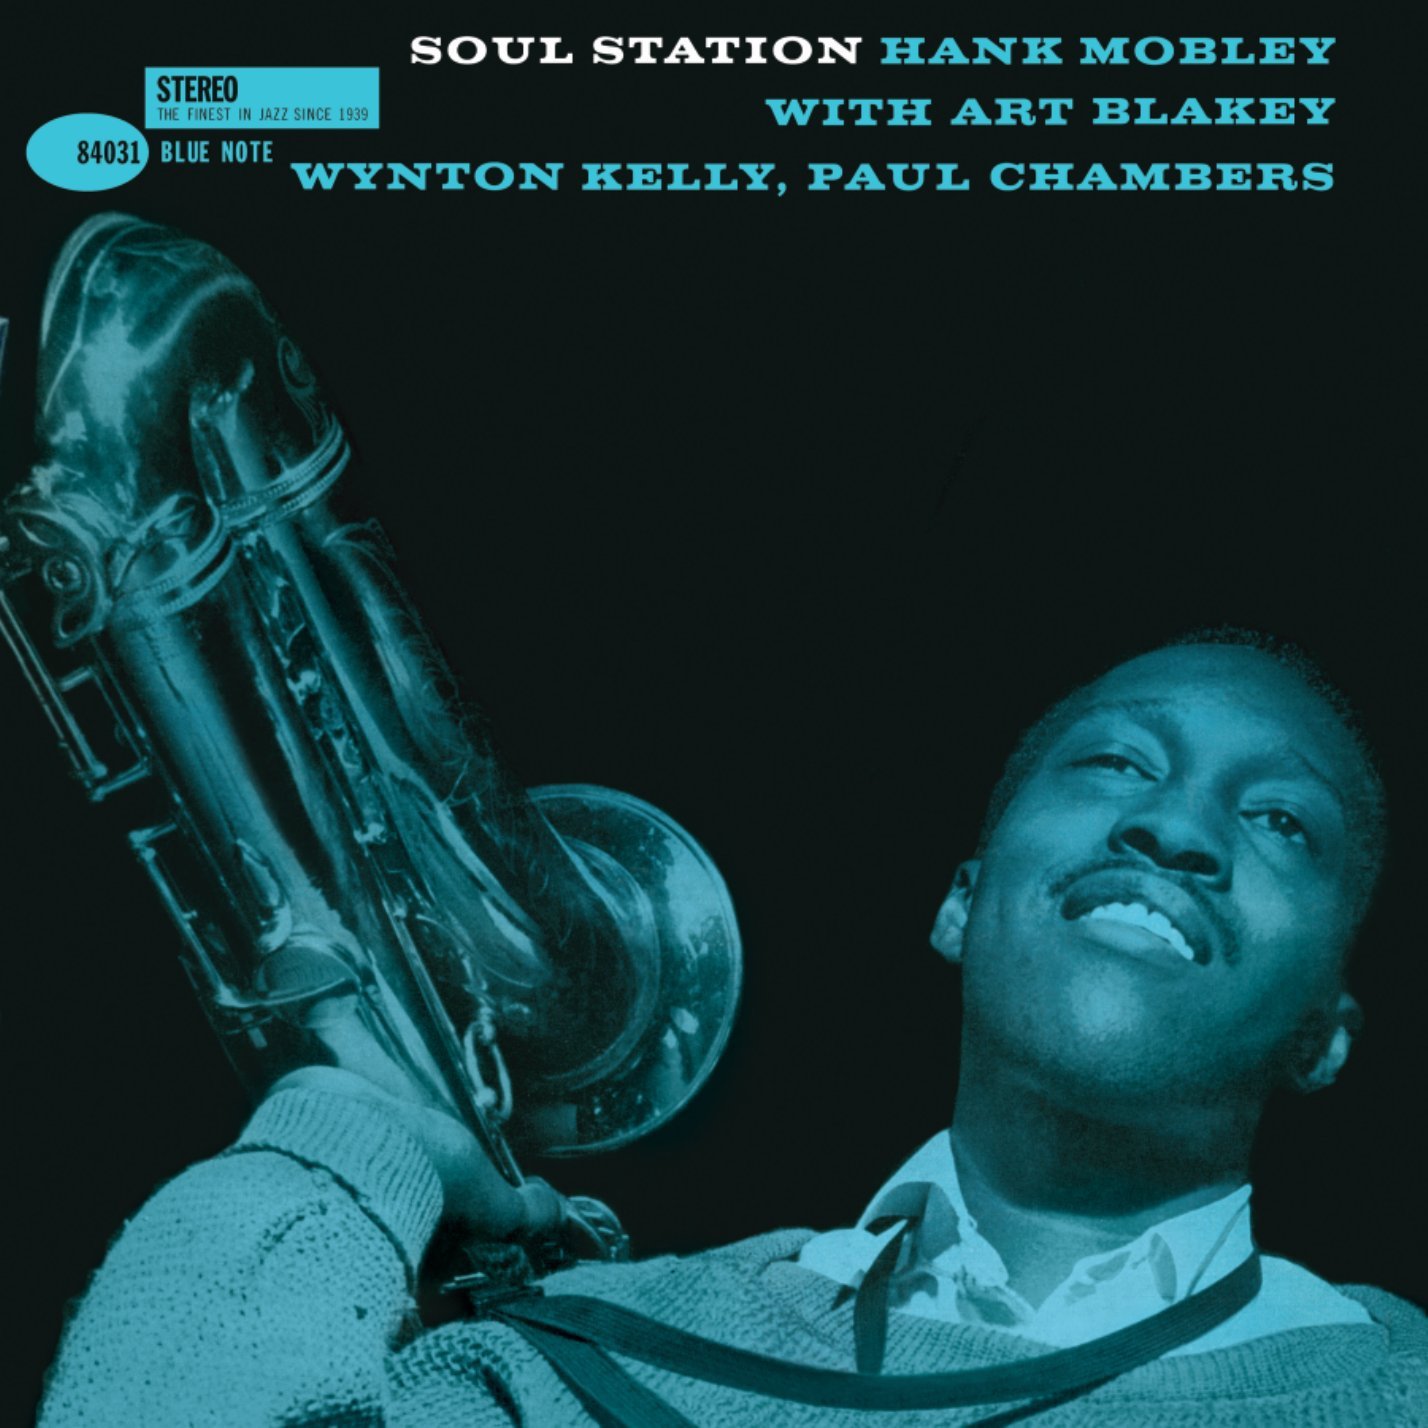 SOUL STATION HANK MOBLEY
WITH ART BLAKEY
WYNTON KELLY, PAUL CHAMBERS
STEREO
THE FINEST IN JAZZ SINCE 1939
84031 BLUE NOTE